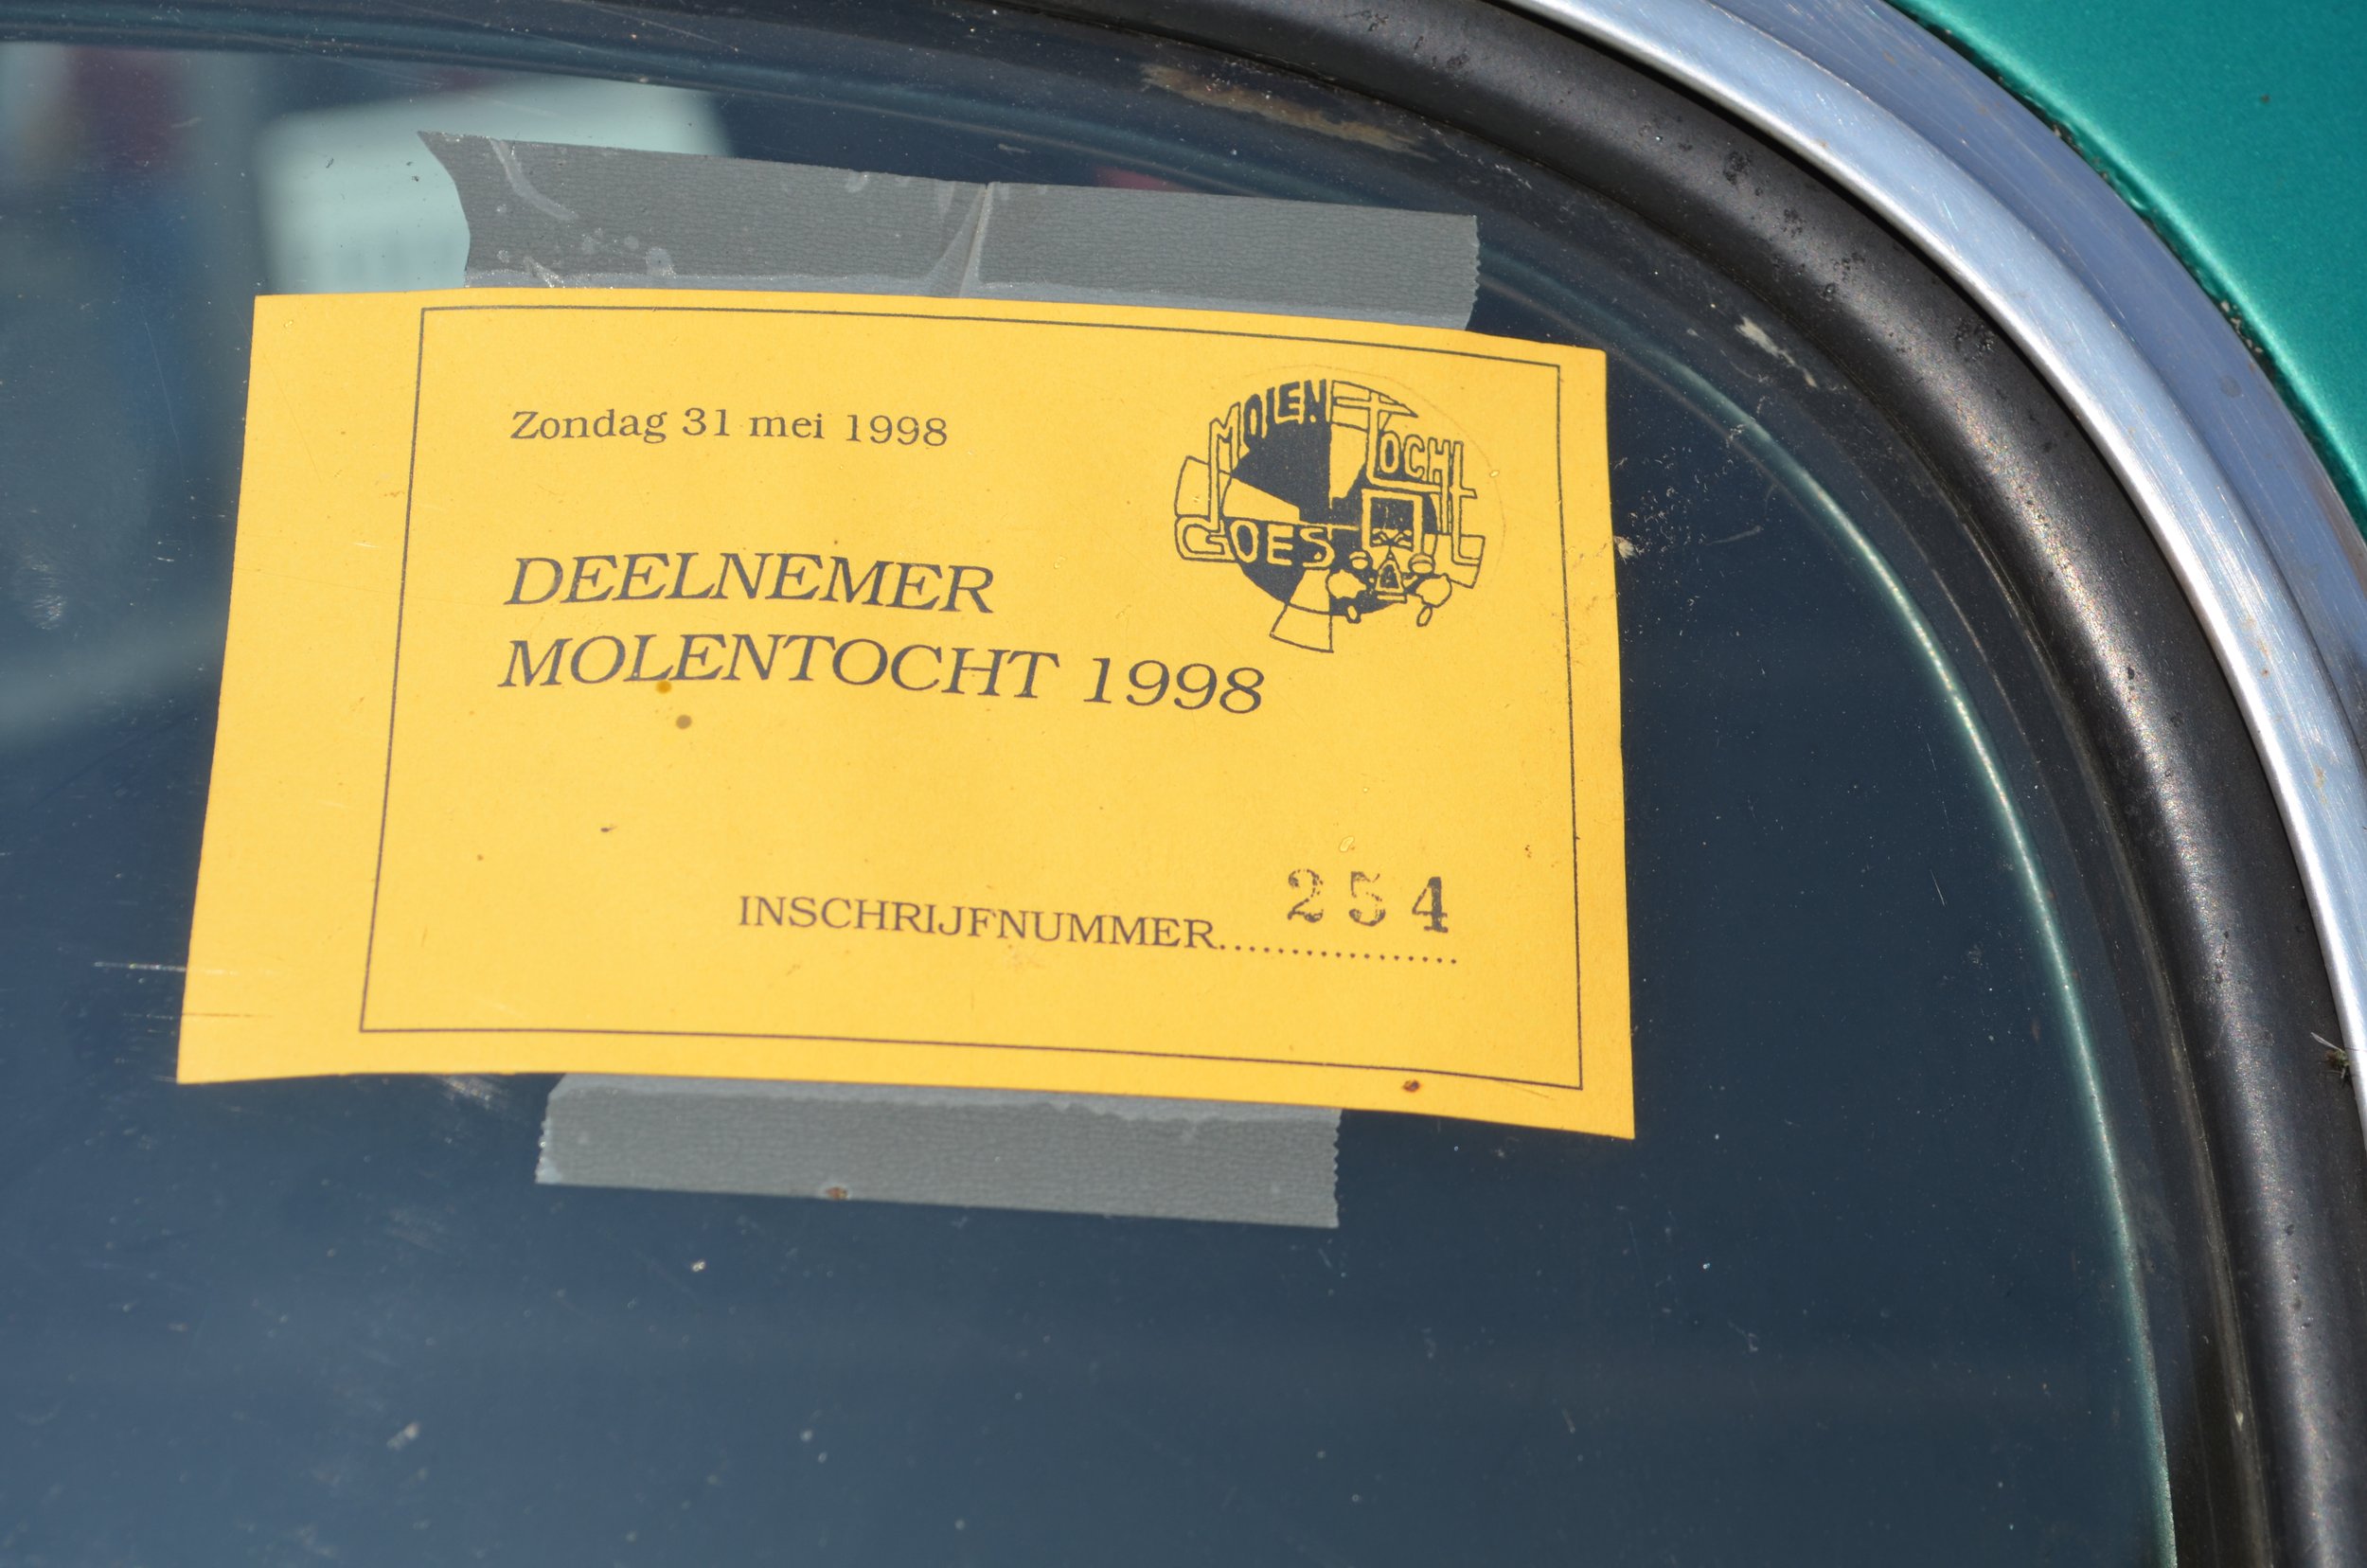 Zondag 31 mei 1998
MOLEN
TOCHT
GOES
DEELNEMER
MOLENTOCHT 1998
INSCHRIJFNUMMER................. 254